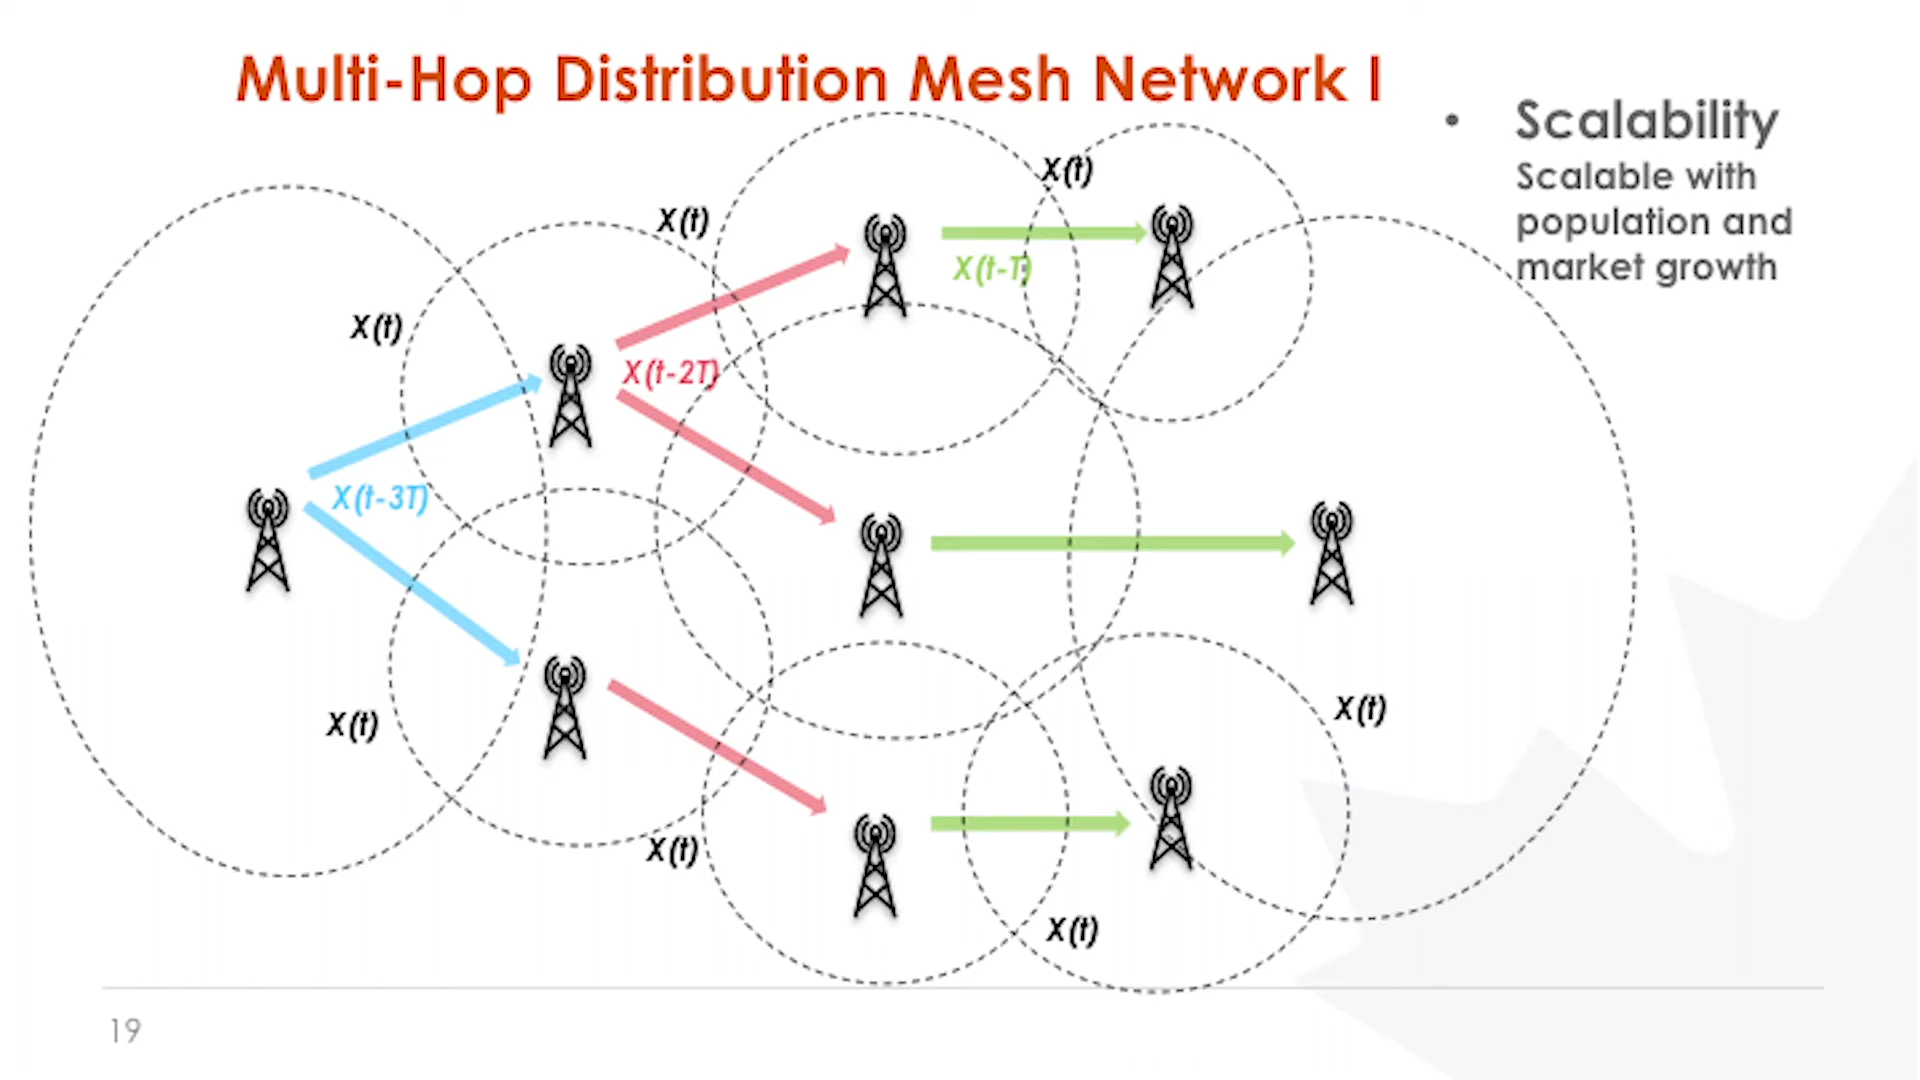 Multi-Hop Distribution Mesh Network I
• Scalability
Scalable with
population and
market growth
X(t)
X(t)
X(t-T)
X(t)
X(t-2T)
X(t-3T)
X(t)
X(t)
X(t)
X(t)
19